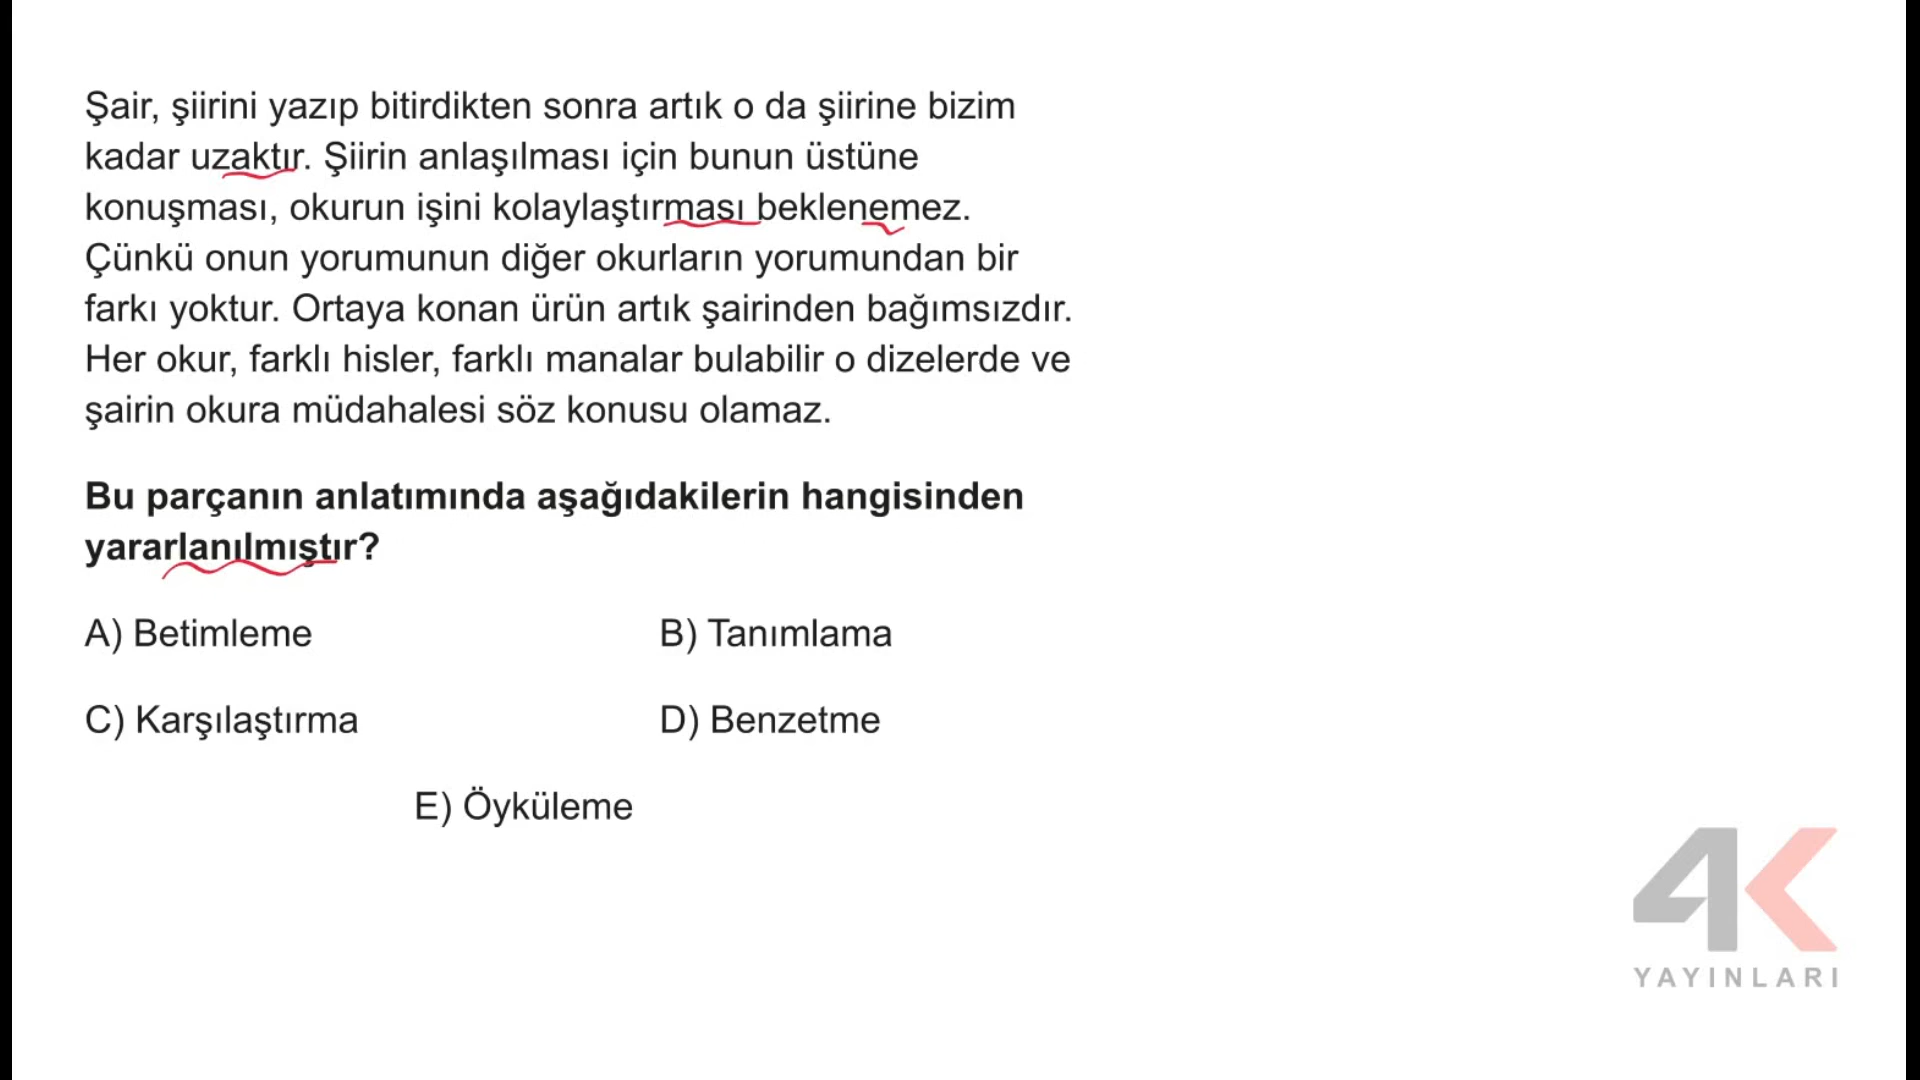 Şair, şiirini yazıp bitirdikten sonra artık o da şiirine bizim
kadar uzaktır. Şiirin anlaşılması için bunun üstüne
konuşması, okurun işini kolaylaştırması beklenemez.
Çünkü onun yorumunun diğer okurların yorumundan bir
farkı yoktur. Ortaya konan ürün artık şairinden bağımsızdır.
Her okur, farklı hisler, farklı manalar bulabilir o dizelerde ve
şairin okura müdahalesi söz konusu olamaz.
Bu parçanın anlatımında aşağıdakilerin hangisinden
yararlanılmıştır?
A) Betimleme
B) Tanımlama
C) Karşılaştırma
D) Benzetme
E) Öyküleme
4K
YAYINLARI